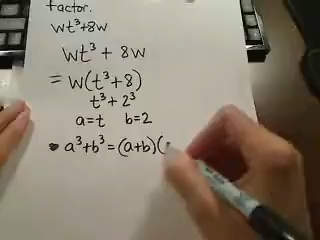 factor.
wt³+8w
wt³ + 8w
= w(t³+8)
t³+2³
a=t b=2
a³+b³=(a+b)(